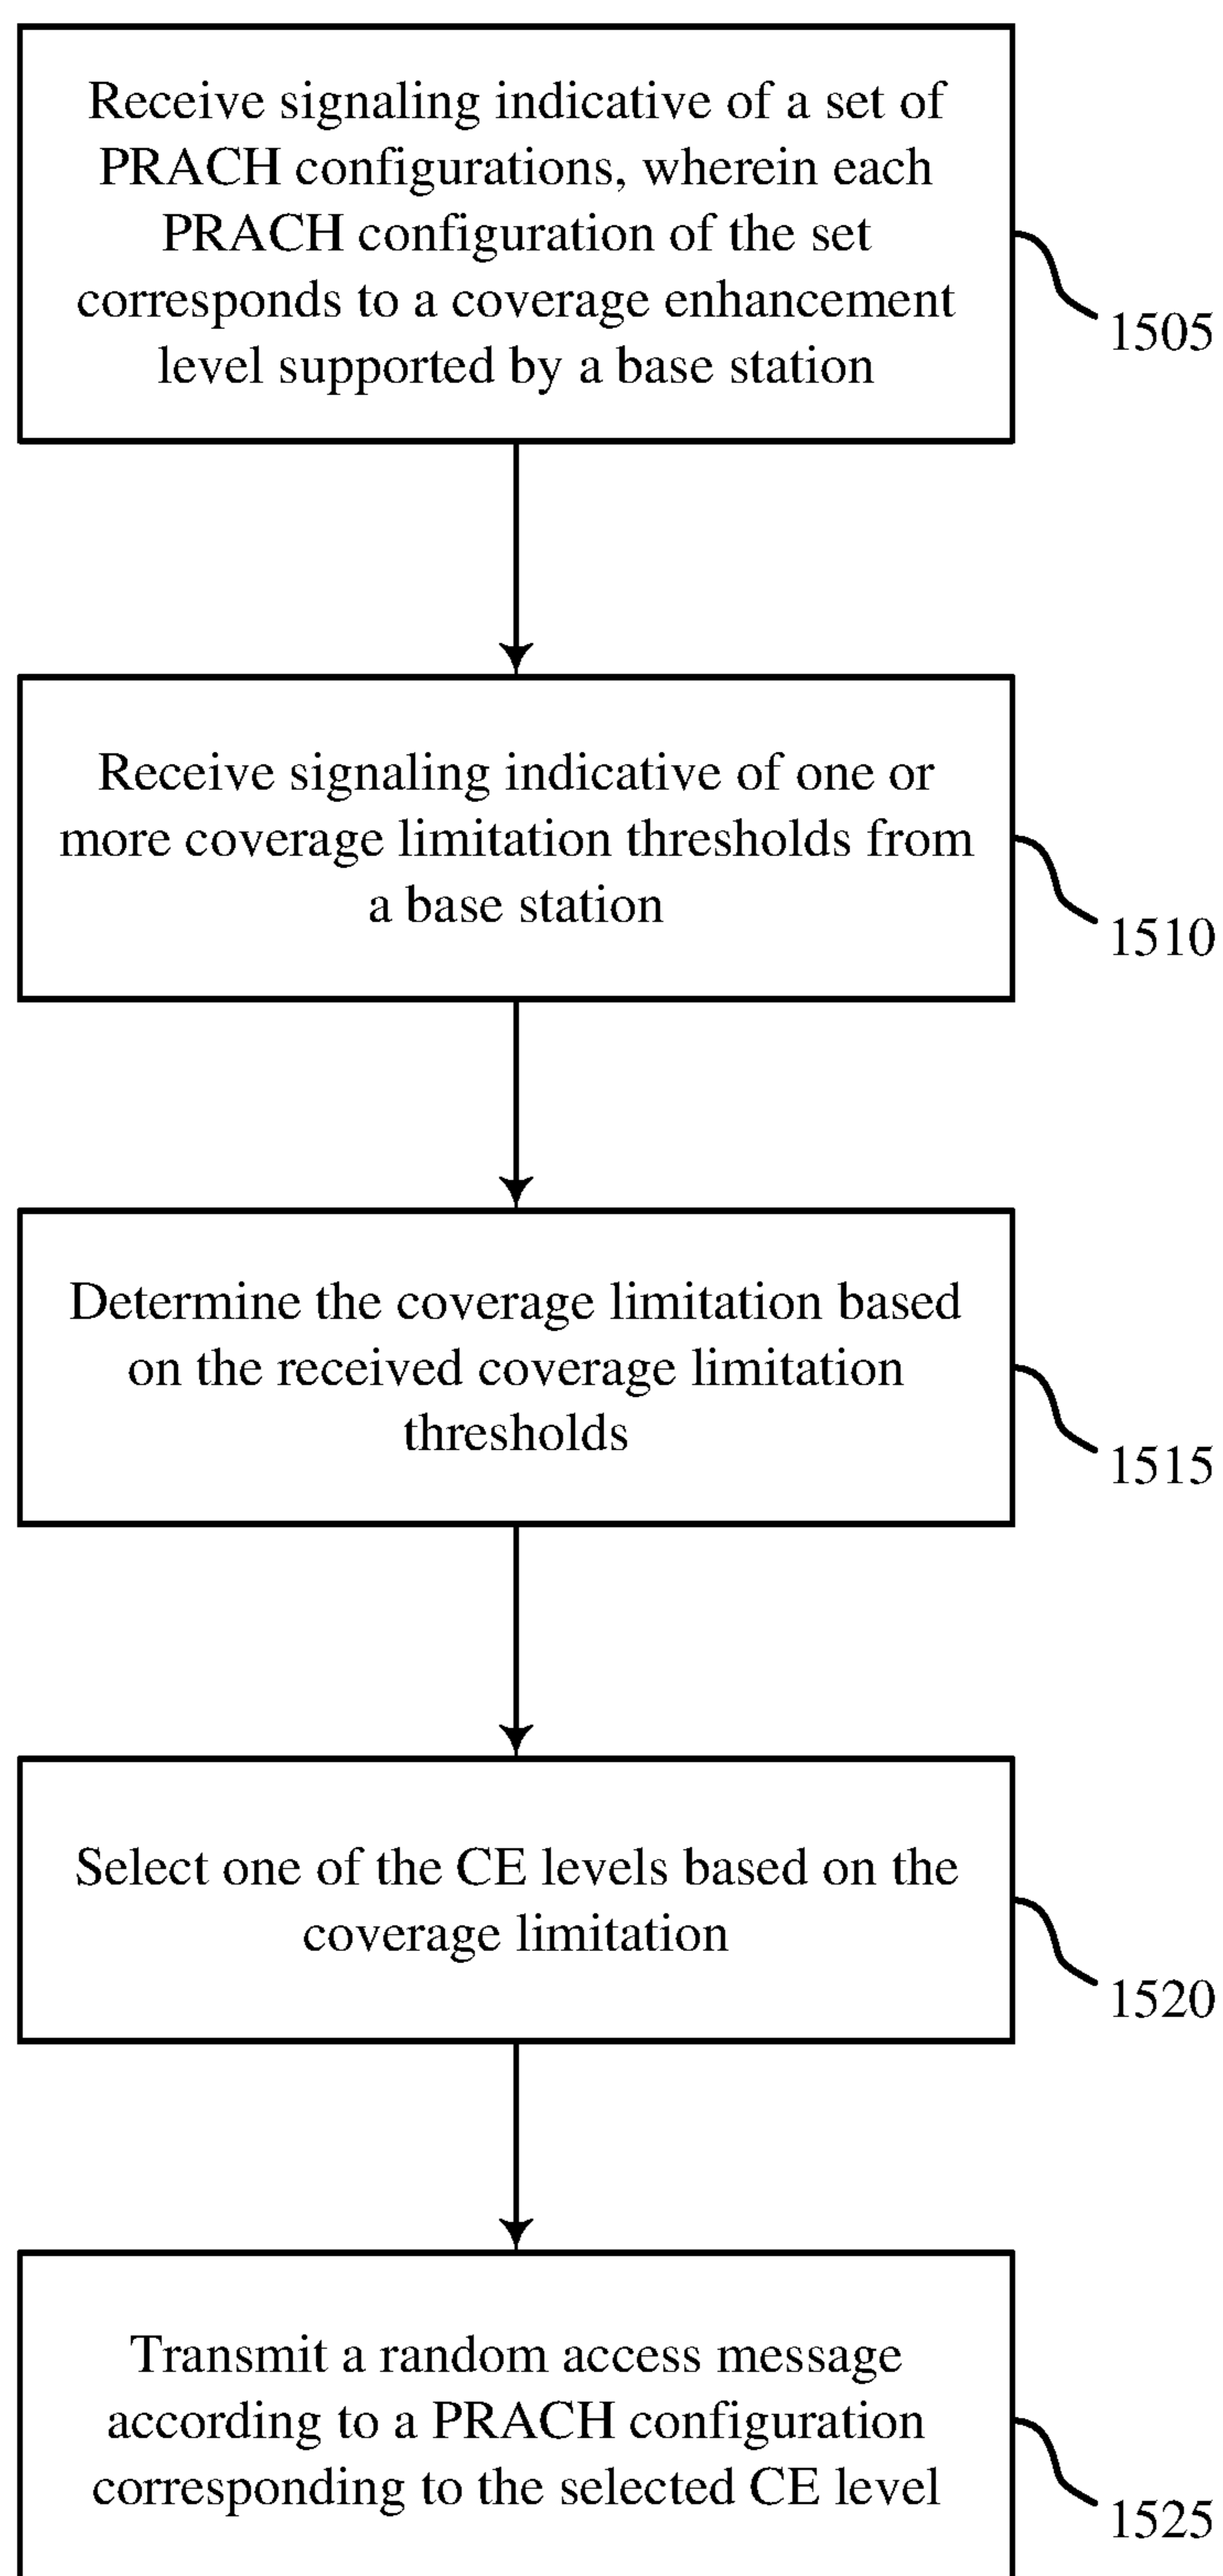 Receive signaling indicative of a set of
PRACH configurations, wherein each
PRACH configuration of the set
corresponds to a coverage enhancement
level supported by a base station
1505
Receive signaling indicative of one or
more coverage limitation thresholds from
a base station
1510
Determine the coverage limitation based
on the received coverage limitation
thresholds
1515
Select one of the CE levels based on the
coverage limitation
1520
Transmit a random access message
according to a PRACH configuration
corresponding to the selected CE level
1525